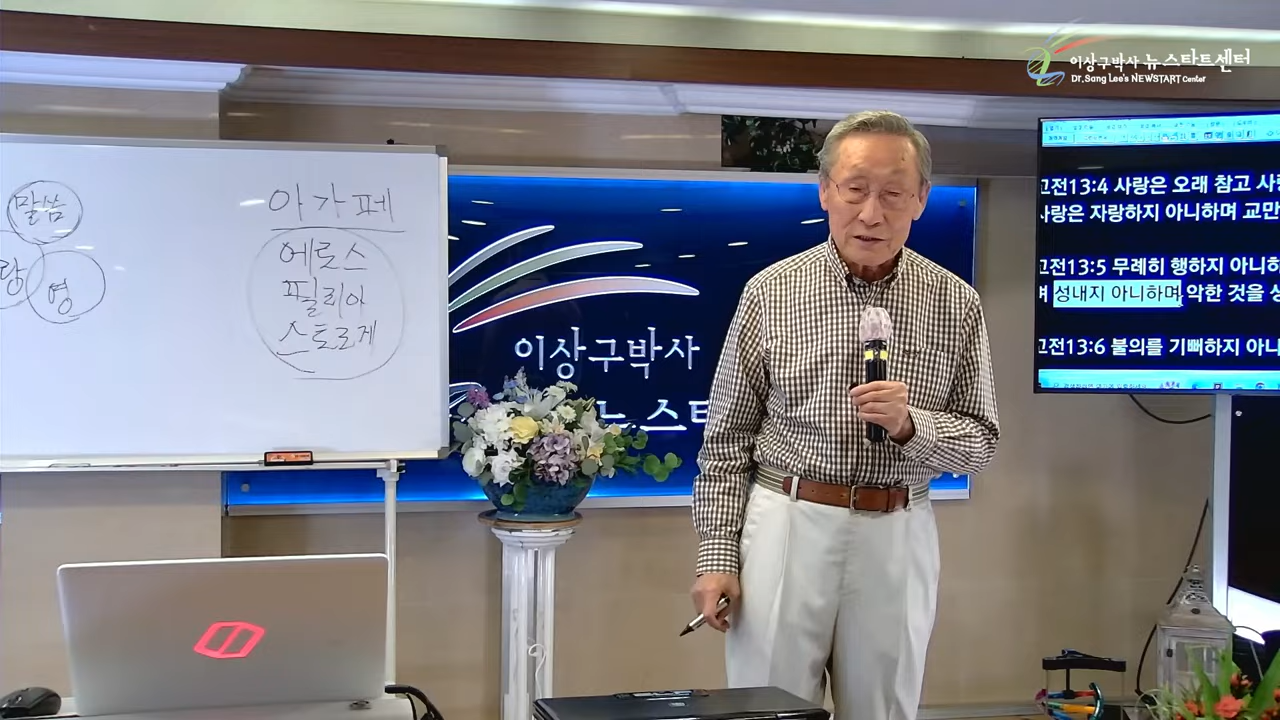 이상구박사 뉴스타트센터
Dr. Sang Lee's NEWSTART Center
말씀
랑
영
아가페
에로스
필리아
스토르게
이상구박사
뉴스타
고전13:4 사랑은 오래 참고 사랑
사랑은 자랑하지 아니하며 교만
고전13:5 무례히 행하지 아니하
며 성내지 아니하며 악한 것을 생
고전13:6 불의를 기뻐하지 아니